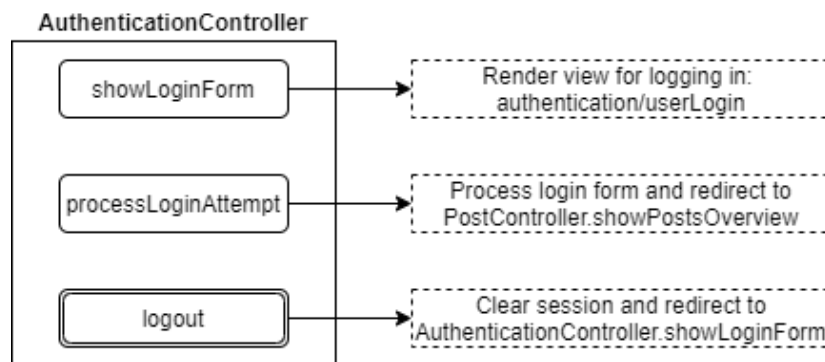 AuthenticationController
showLoginForm
Render view for logging in:
authentication/userLogin
processLoginAttempt
Process login form and redirect to
PostController.showPostsOverview
logout
Clear session and redirect to
AuthenticationController.showLoginForm